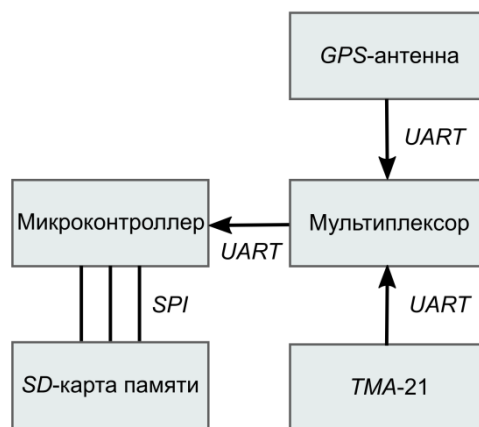 GPS-антенна
UART
Микроконтроллер
Мультиплексор
UART
SPI
UART
SD-карта памяти
TMA-21